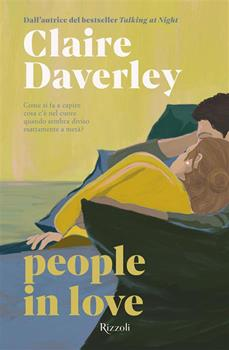 Dall'autrice del bestseller Talking at Night
Claire
Daverley
Come si fa a capire
cosa c'è nel cuore
quando sembra diviso
esattamente a metà?
people
in love
Rizzoli